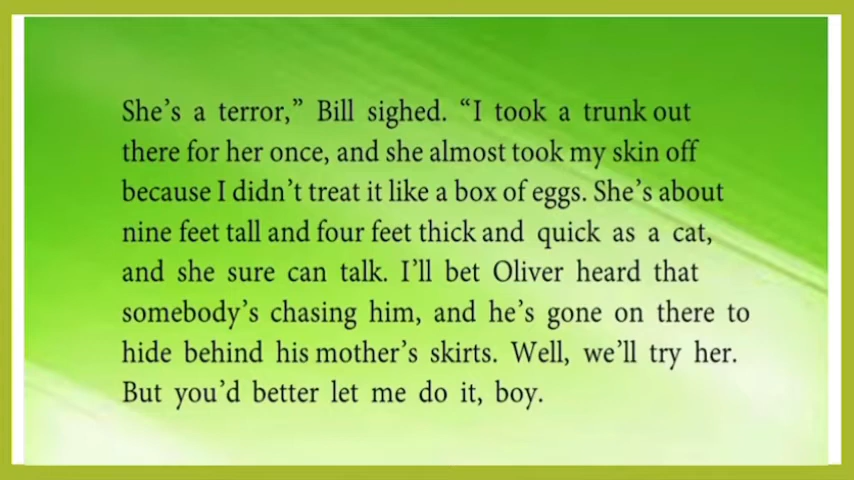 She’s a terror,” Bill sighed. “I took a trunk out
there for her once, and she almost took my skin off
because I didn’t treat it like a box of eggs. She’s about
nine feet tall and four feet thick and quick as a cat,
and she sure can talk. I’ll bet Oliver heard that
somebody’s chasing him, and he’s gone on there to
hide behind his mother’s skirts. Well, we’ll try her.
But you’d better let me do it, boy.